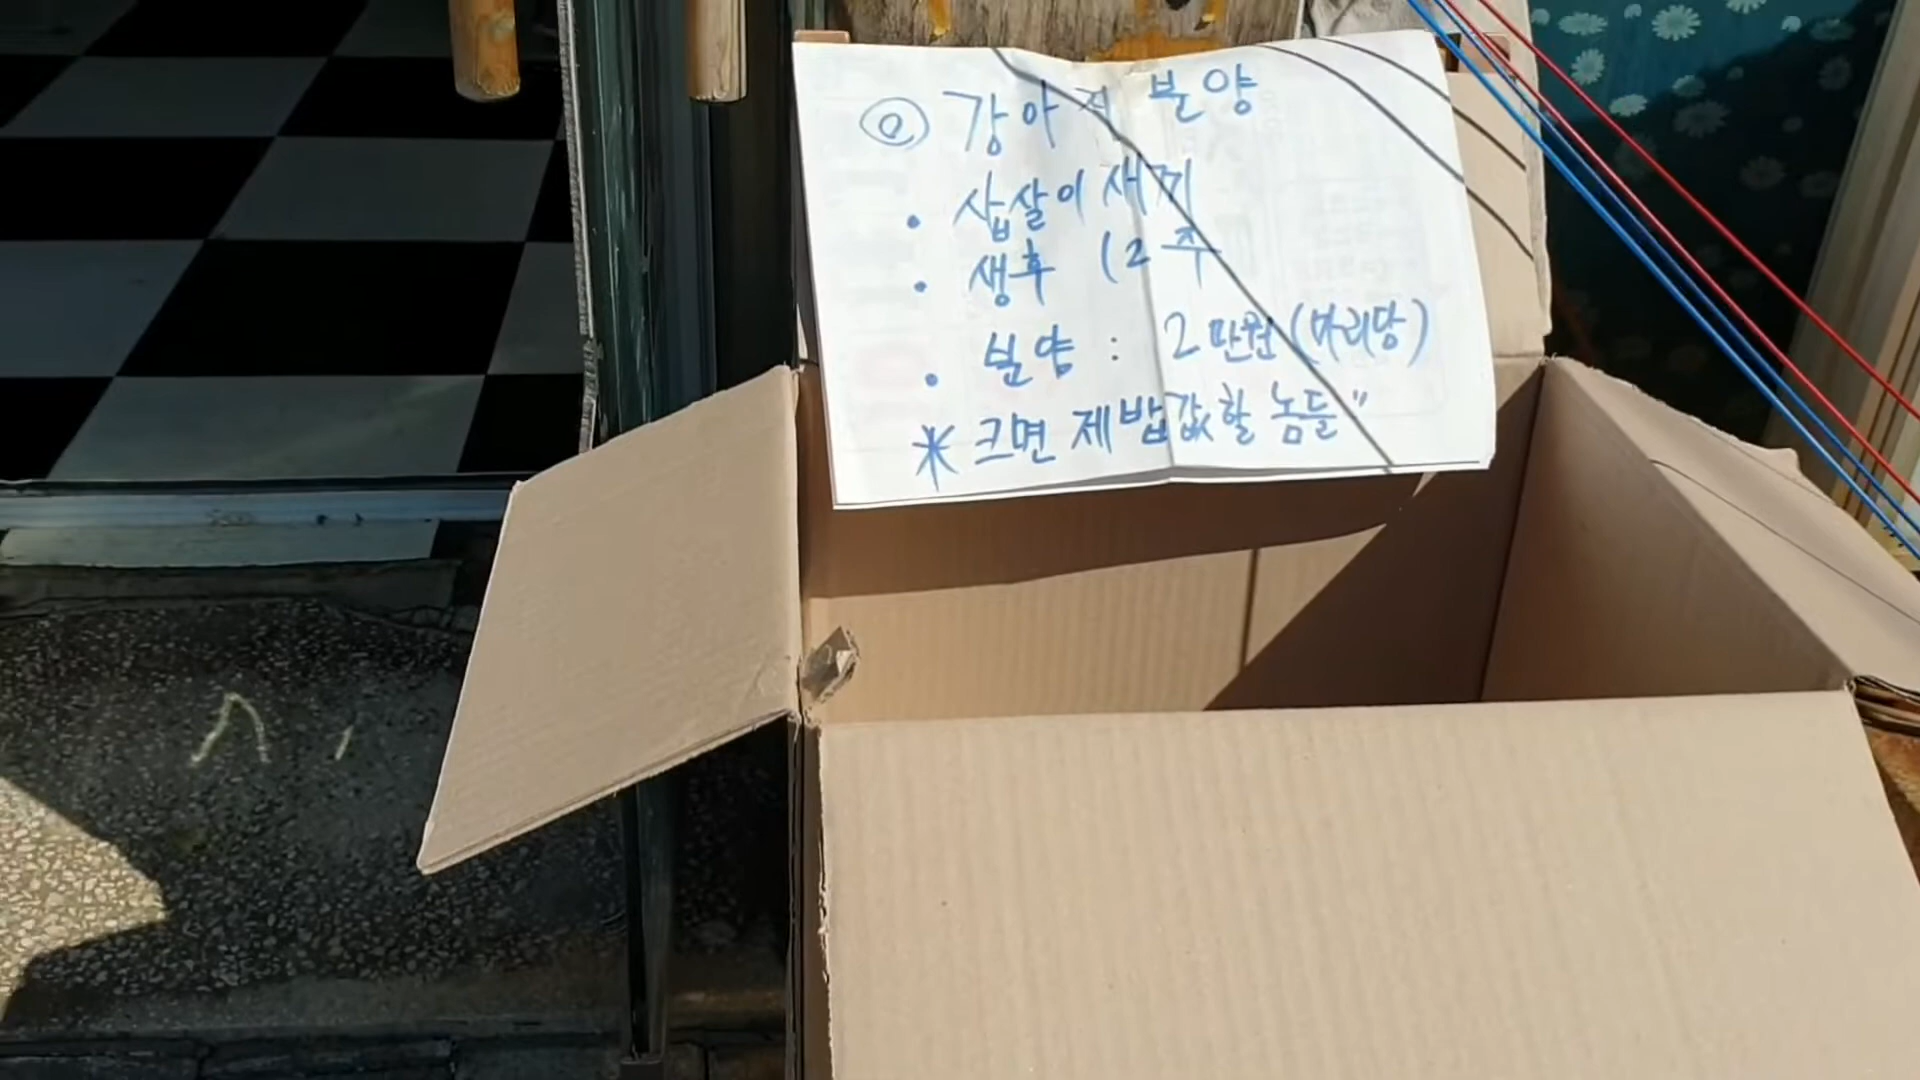 @ 강아지 분양
• 삽살이 새끼
• 생후 12주
• 분양 : 2만원 (마리당)
* 크면 제 밥값할 놈들"